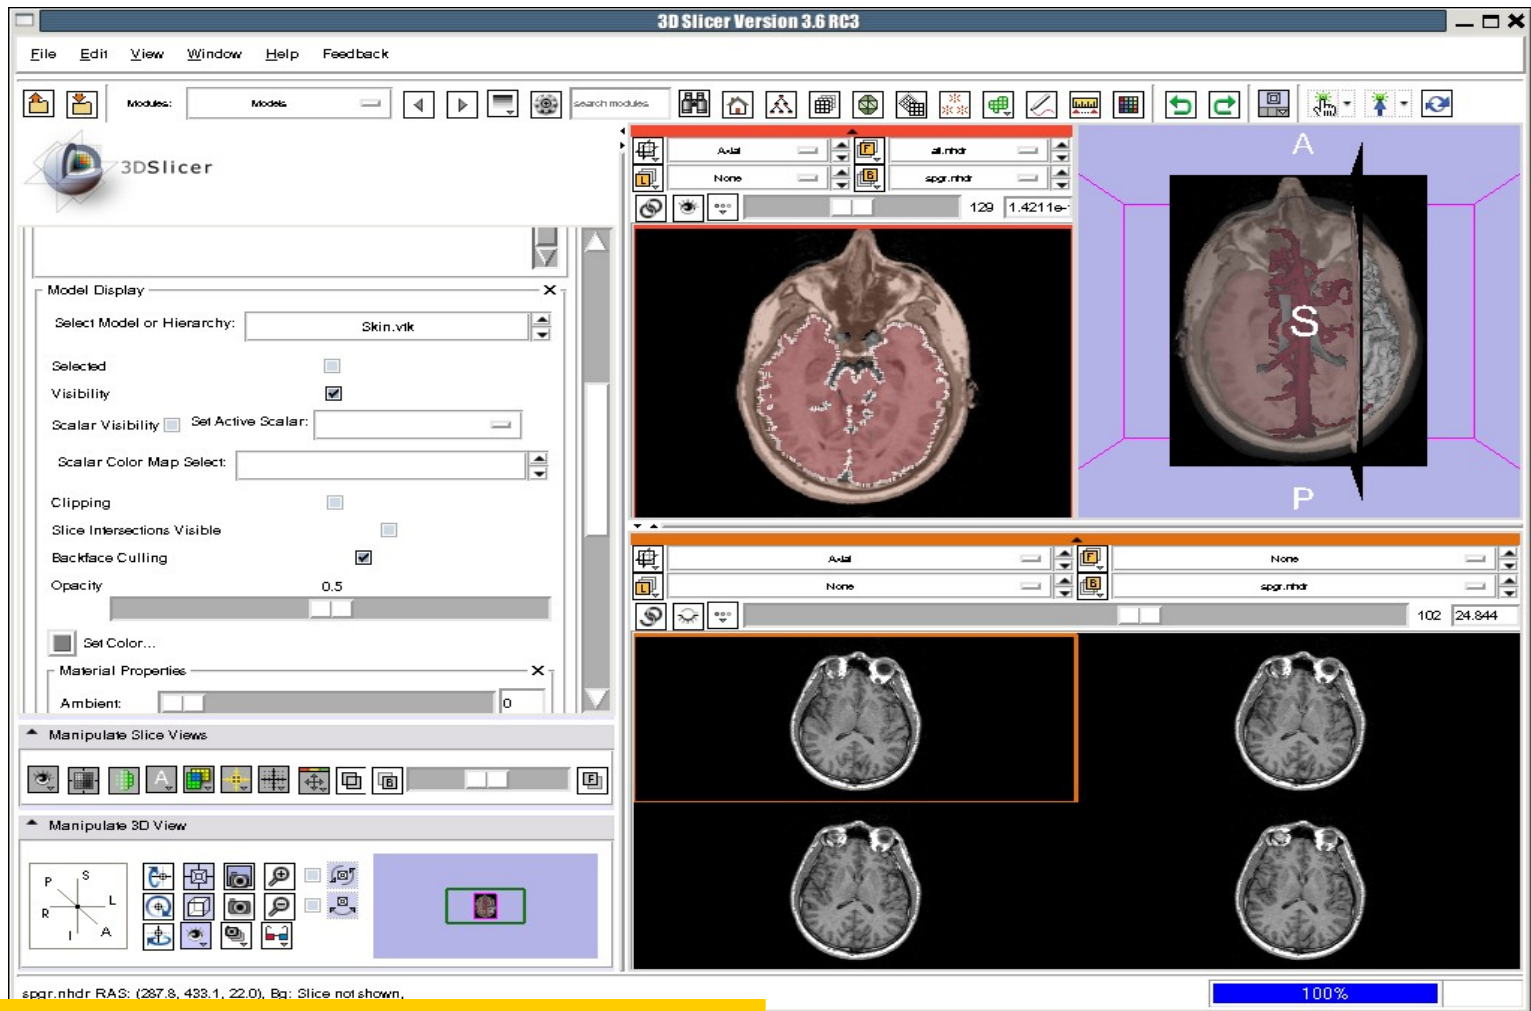 3D Slicer Version 3.6 RC3
File Edit View Window Help Feedback
Modules: Models search modules
3DSlicer
Model Display
Select Model or Hierarchy: Skin.vtk
Selected
Visibility
Scalar Visibility Set Active Scalar:
Scalar Color Map Select:
Clipping
Slice Intersections Visible
Backface Culling
Opacity 0.5
Set Color...
Material Properties
Ambient: 0
Manipulate Slice Views
A B F
Manipulate 3D View
P S
R L
I A
Axial F all.nhdr
L None B spgr.nhdr
129 1.4211e-
A
S
P
Axial F None
L None B spgr.nhdr
102 24.844
spgr.nhdr RAS: (287.8, 433.1, 22.0), Bg: Slice not shown,
100%